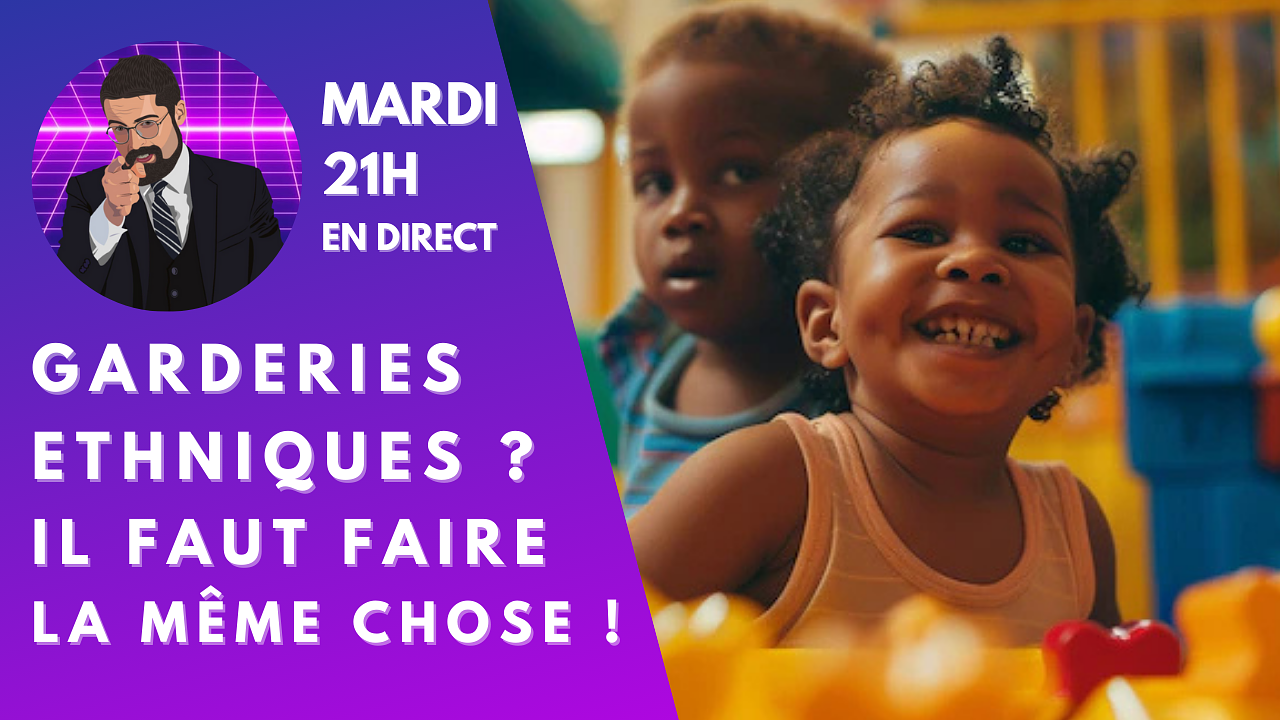 MARDI
21H
EN DIRECT
GARDERIES
ETHNIQUES ?
IL FAUT FAIRE
LA MÊME CHOSE !